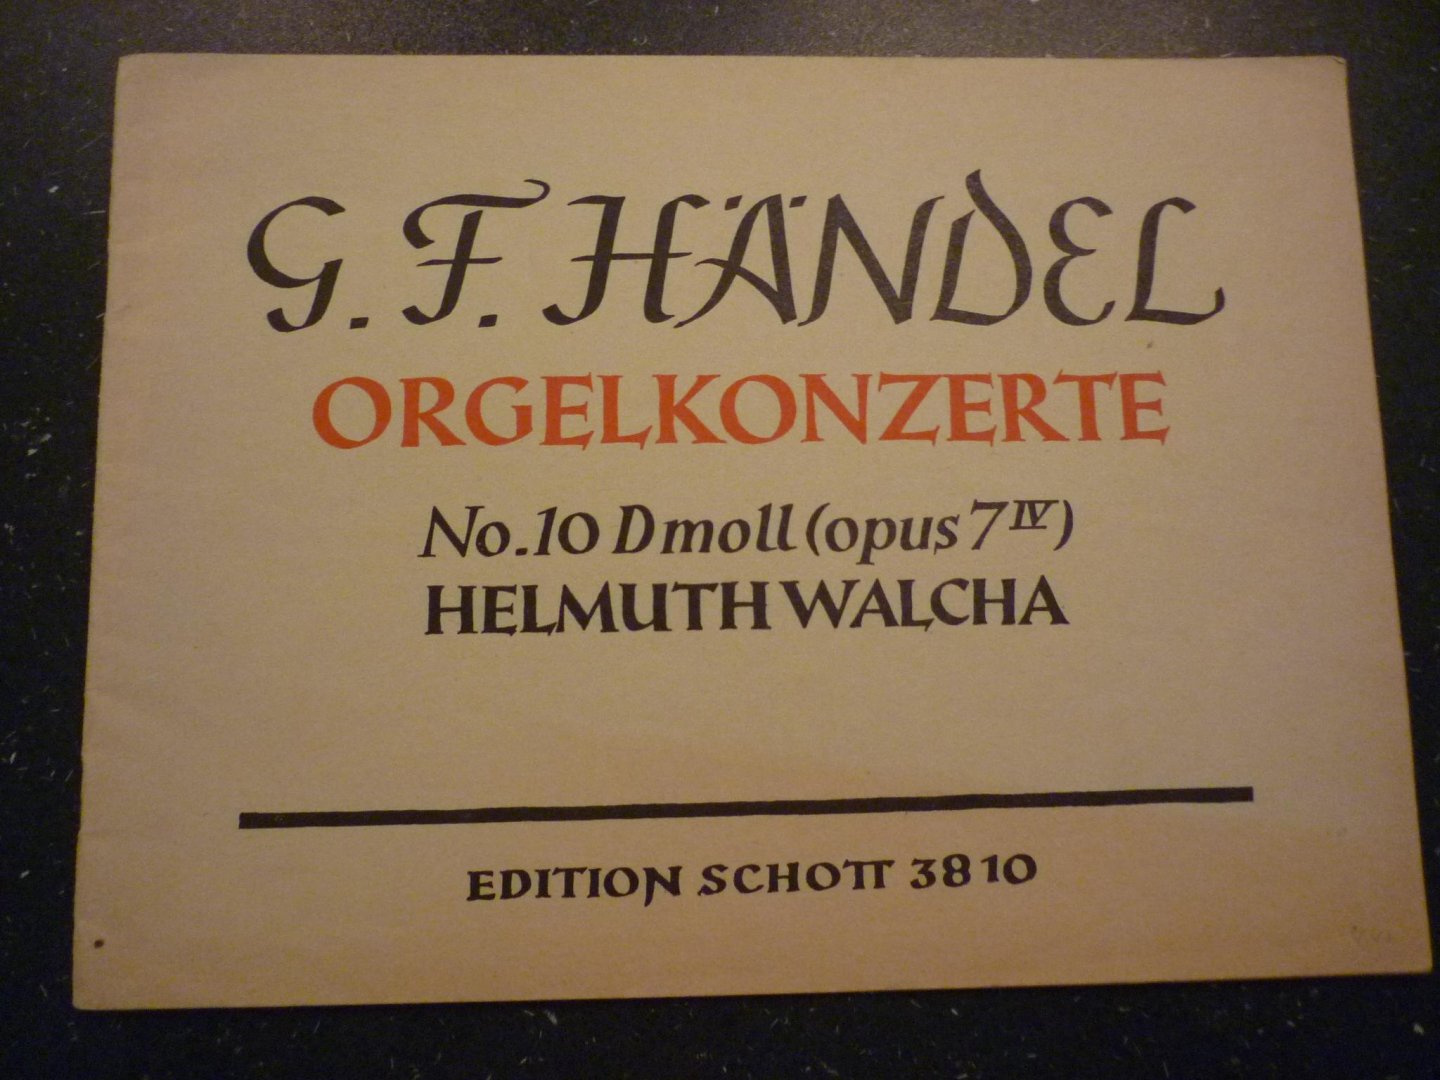 G. F. HÄNDEL
ORGELKONZERTE
No. 10 D moll (opus 7 IV)
HELMUTH WALCHA
EDITION SCHOTT 3810